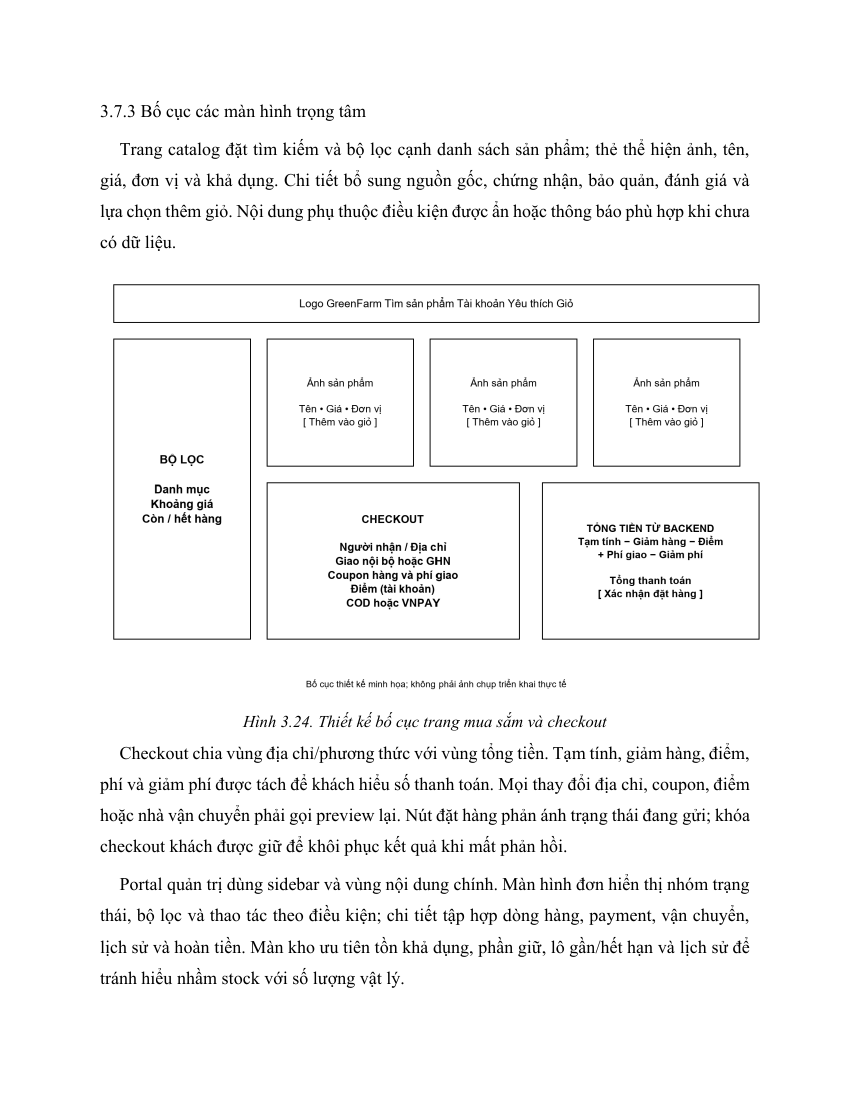 3.7.3 Bố cục các màn hình trọng tâm
Trang catalog đặt tìm kiếm và bộ lọc cạnh danh sách sản phẩm; thẻ thể hiện ảnh, tên,
giá, đơn vị và khả dụng. Chi tiết bổ sung nguồn gốc, chứng nhận, bảo quản, đánh giá và
lựa chọn thêm giỏ. Nội dung phụ thuộc điều kiện được ẩn hoặc thông báo phù hợp khi chưa
có dữ liệu.
Logo GreenFarm Tìm sản phẩm Tài khoản Yêu thích Giỏ
BỘ LỌC
Danh mục
Khoảng giá
Còn / hết hàng
Ảnh sản phẩm
Tên • Giá • Đơn vị
[ Thêm vào giỏ ]
Ảnh sản phẩm
Tên • Giá • Đơn vị
[ Thêm vào giỏ ]
Ảnh sản phẩm
Tên • Giá • Đơn vị
[ Thêm vào giỏ ]
CHECKOUT
Người nhận / Địa chỉ
Giao nội bộ hoặc GHN
Coupon hàng và phí giao
Điểm (tài khoản)
COD hoặc VNPAY
TỔNG TIỀN TỪ BACKEND
Tạm tính − Giảm hàng − Điểm
+ Phí giao − Giảm phí
Tổng thanh toán
[ Xác nhận đặt hàng ]
Bố cục thiết kế minh họa; không phải ảnh chụp triển khai thực tế
Hình 3.24. Thiết kế bố cục trang mua sắm và checkout
Checkout chia vùng địa chỉ/phương thức với vùng tổng tiền. Tạm tính, giảm hàng, điểm,
phí và giảm phí được tách để khách hiểu số thanh toán. Mọi thay đổi địa chỉ, coupon, điểm
hoặc nhà vận chuyển phải gọi preview lại. Nút đặt hàng phản ánh trạng thái đang gửi; khóa
checkout khách được giữ để khôi phục kết quả khi mất phản hồi.
Portal quản trị dùng sidebar và vùng nội dung chính. Màn hình đơn hiển thị nhóm trạng
thái, bộ lọc và thao tác theo điều kiện; chi tiết tập hợp dòng hàng, payment, vận chuyển,
lịch sử và hoàn tiền. Màn kho ưu tiên tồn khả dụng, phần giữ, lô gần/hết hạn và lịch sử để
tránh hiểu nhầm stock với số lượng vật lý.